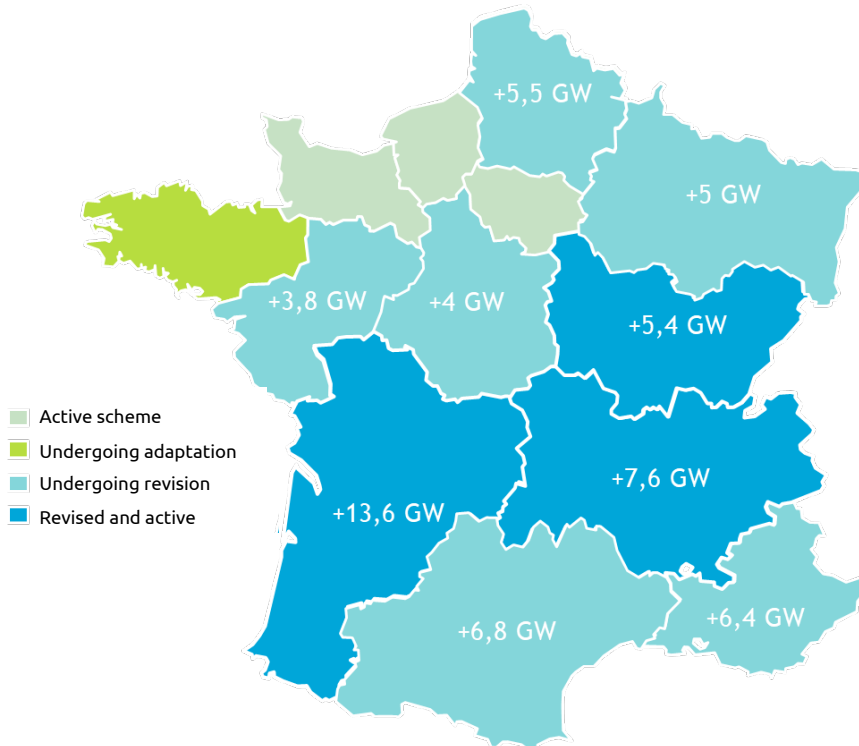 +5,5 GW
+5 GW
+3,8 GW
+4 GW
+5,4 GW
Active scheme
Undergoing adaptation
Undergoing revision
Revised and active
+7,6 GW
+13,6 GW
+6,8 GW
+6,4 GW